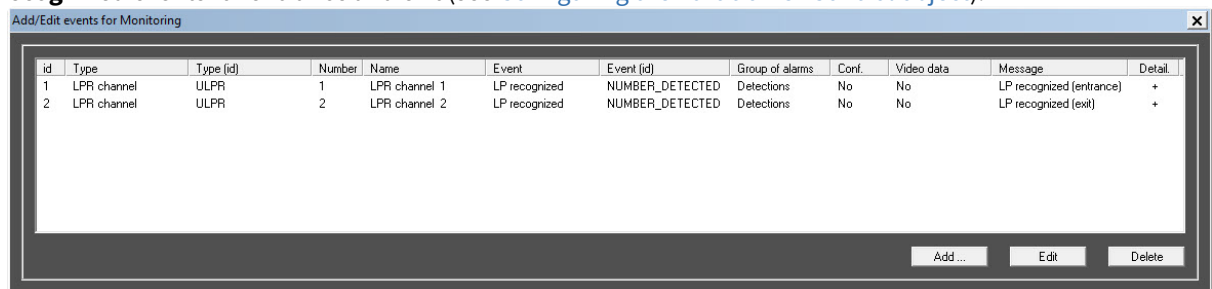 Add/Edit events for Monitoring
id Type Type (id) Number Name Event Event (id) Group of alarms Conf. Video data Message Detail.
1 LPR channel ULPR 1 LPR channel 1 LP recognized NUMBER_DETECTED Detections No No LP recognized (entrance) +
2 LPR channel ULPR 2 LPR channel 2 LP recognized NUMBER_DETECTED Detections No No LP recognized (exit) +
Add ... Edit Delete